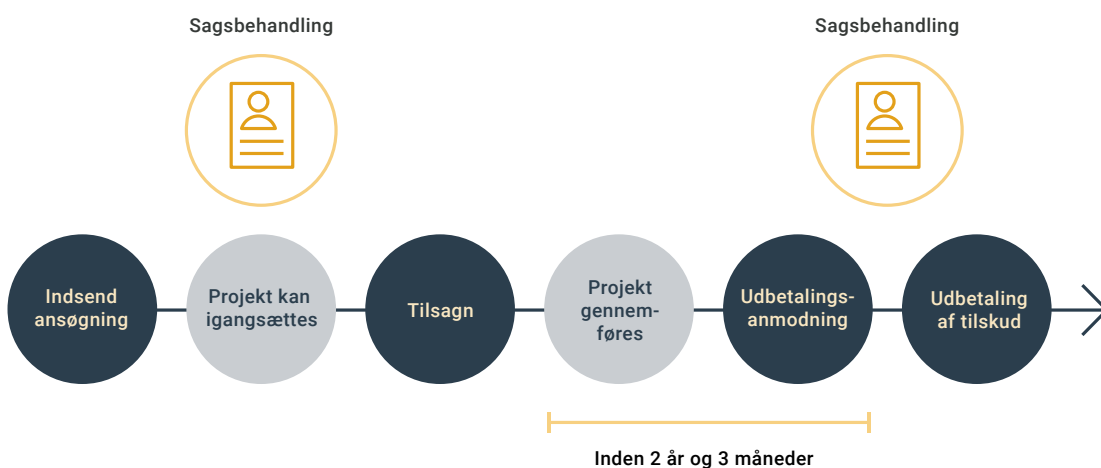 Sagsbehandling
Sagsbehandling
Indsend
ansøgning
Projekt kan
igangsættes
Tilsagn
Projekt
gennem-
føres
Udbetalings-
anmodning
Udbetaling
af tilskud
Inden 2 år og 3 måneder